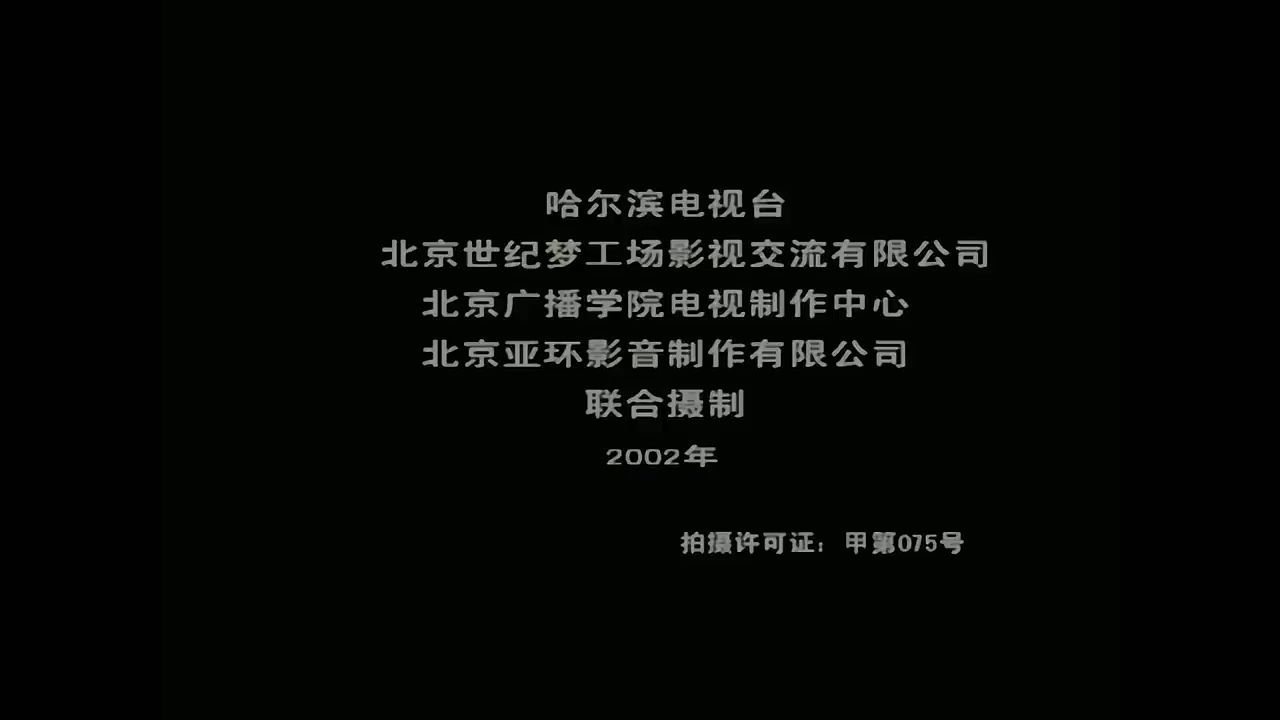 哈尔滨电视台
北京世纪梦工场影视交流有限公司
北京广播学院电视制作中心
北京亚环影音制作有限公司
联合摄制
2002年
拍摄许可证：甲第075号